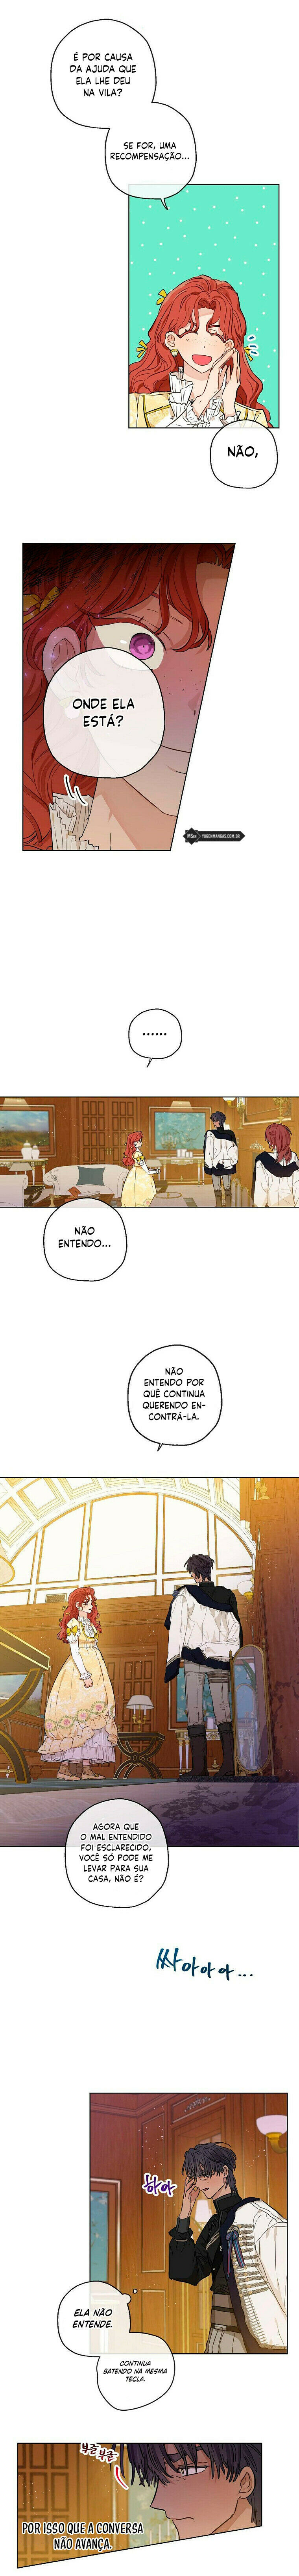 É POR CAUSA
DA AJUDA QUE
ELA LHE DEU
NA VILA?
SE FOR, UMA
RECOMPENSAÇÃO...
NÃO,
ONDE ELA
ESTÁ?
YUGENMANGAS.COM.BR
......
NÃO
ENTENDO...
NÃO
ENTENDO POR
QUÊ CONTINUA
QUERENDO EN-
CONTRÁ-LA.
AGORA QUE
O MAL ENTENDIDO
FOI ESCLARECIDO,
VOCÊ SÓ PODE ME
LEVAR PARA SUA
CASA, NÃO É?
쏴아아아...
하아
ELA NÃO
ENTENDE.
CONTINUA
BATENDO NA MESMA
TECLA.
부글부글
POR ISSO QUE A CONVERSA
NÃO AVANÇA.